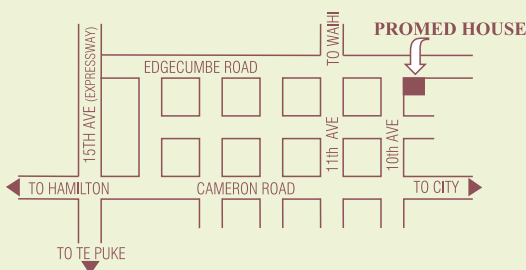 PROMED HOUSE
TO WAIHI
EDGECUMBE ROAD
15TH AVE (EXPRESSWAY)
11th AVE
10th AVE
TO HAMILTON
CAMERON ROAD
TO CITY
TO TE PUKE